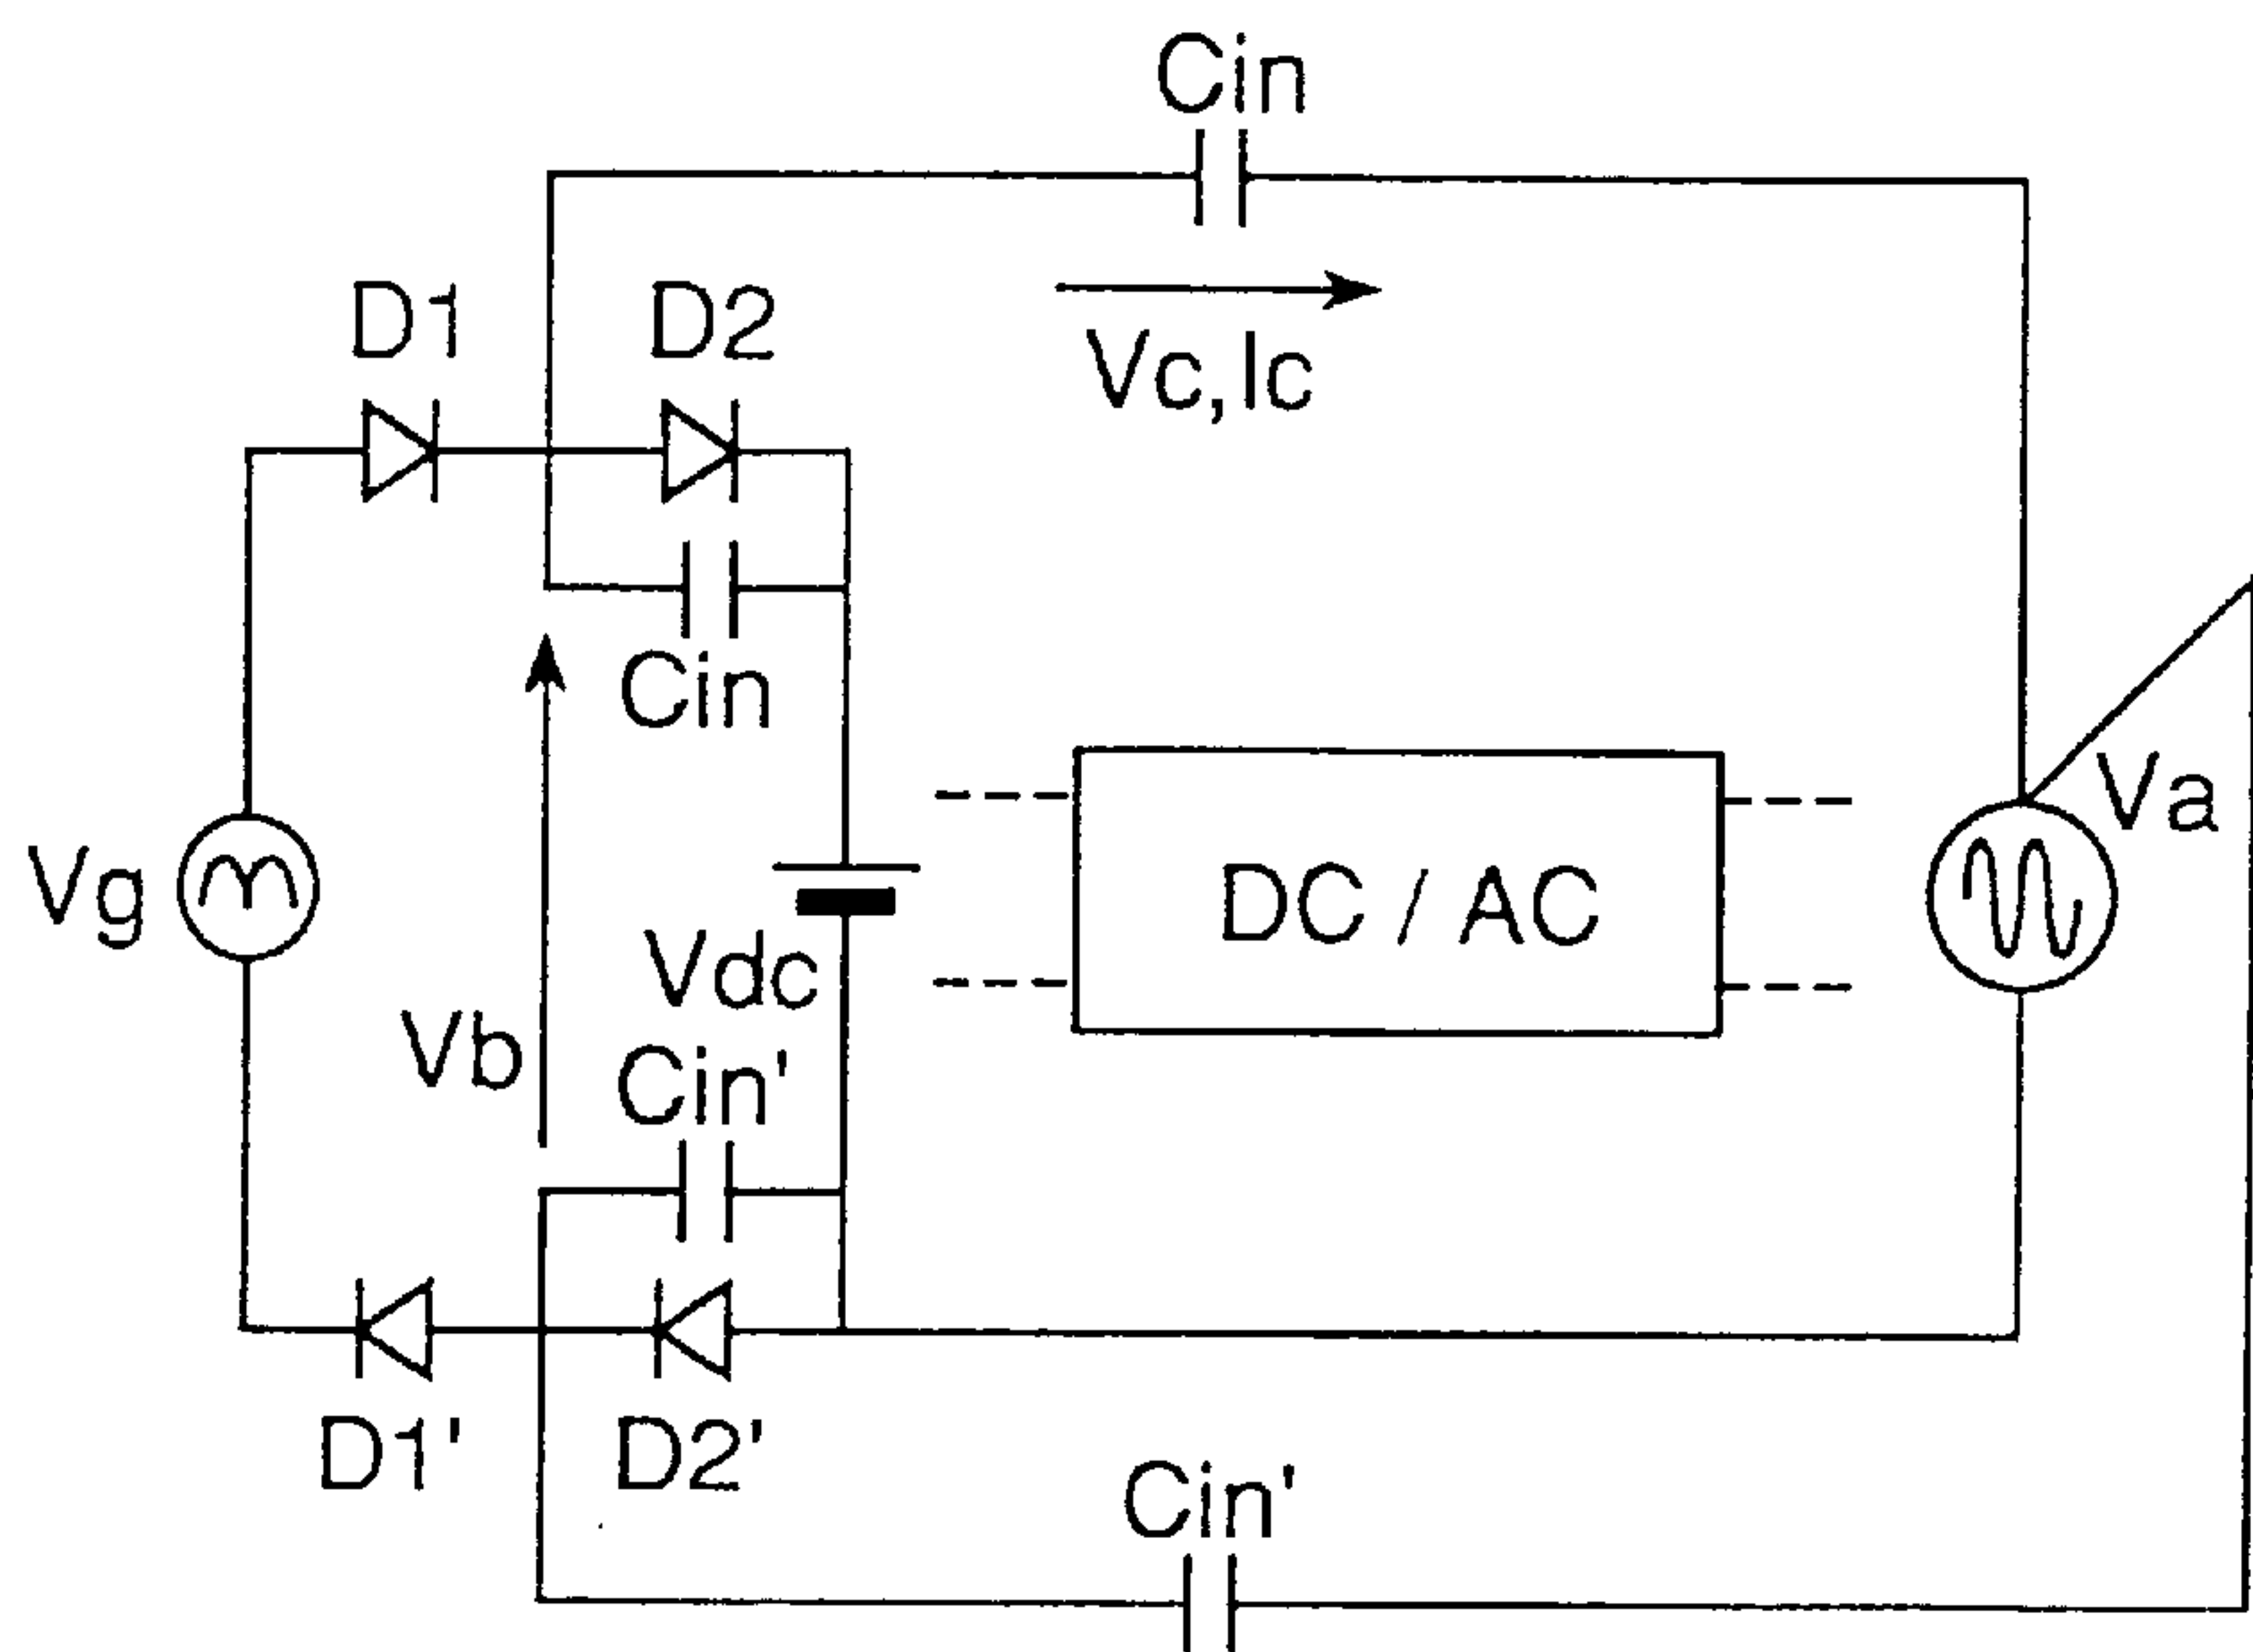 Cin
D1 D2
Vc,Ic
Cin
Va
Vg
DC / AC
Vdc
Vb
Cin'
D1' D2'
Cin'